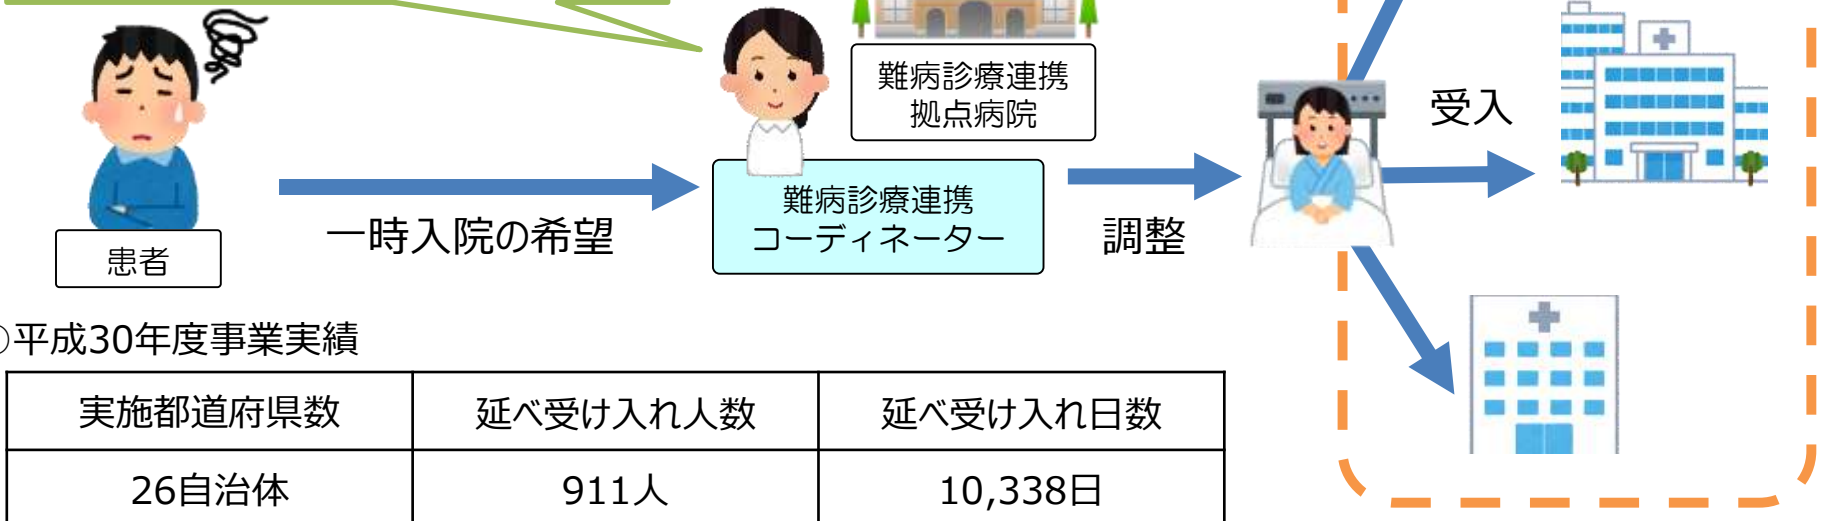 難病診療連携
拠点病院
受入
難病診療連携
コーディネーター
一時入院の希望
調整
患者
○平成30年度事業実績
実施都道府県数 延べ受け入れ人数 延べ受け入れ日数
26自治体 911人 10,338日